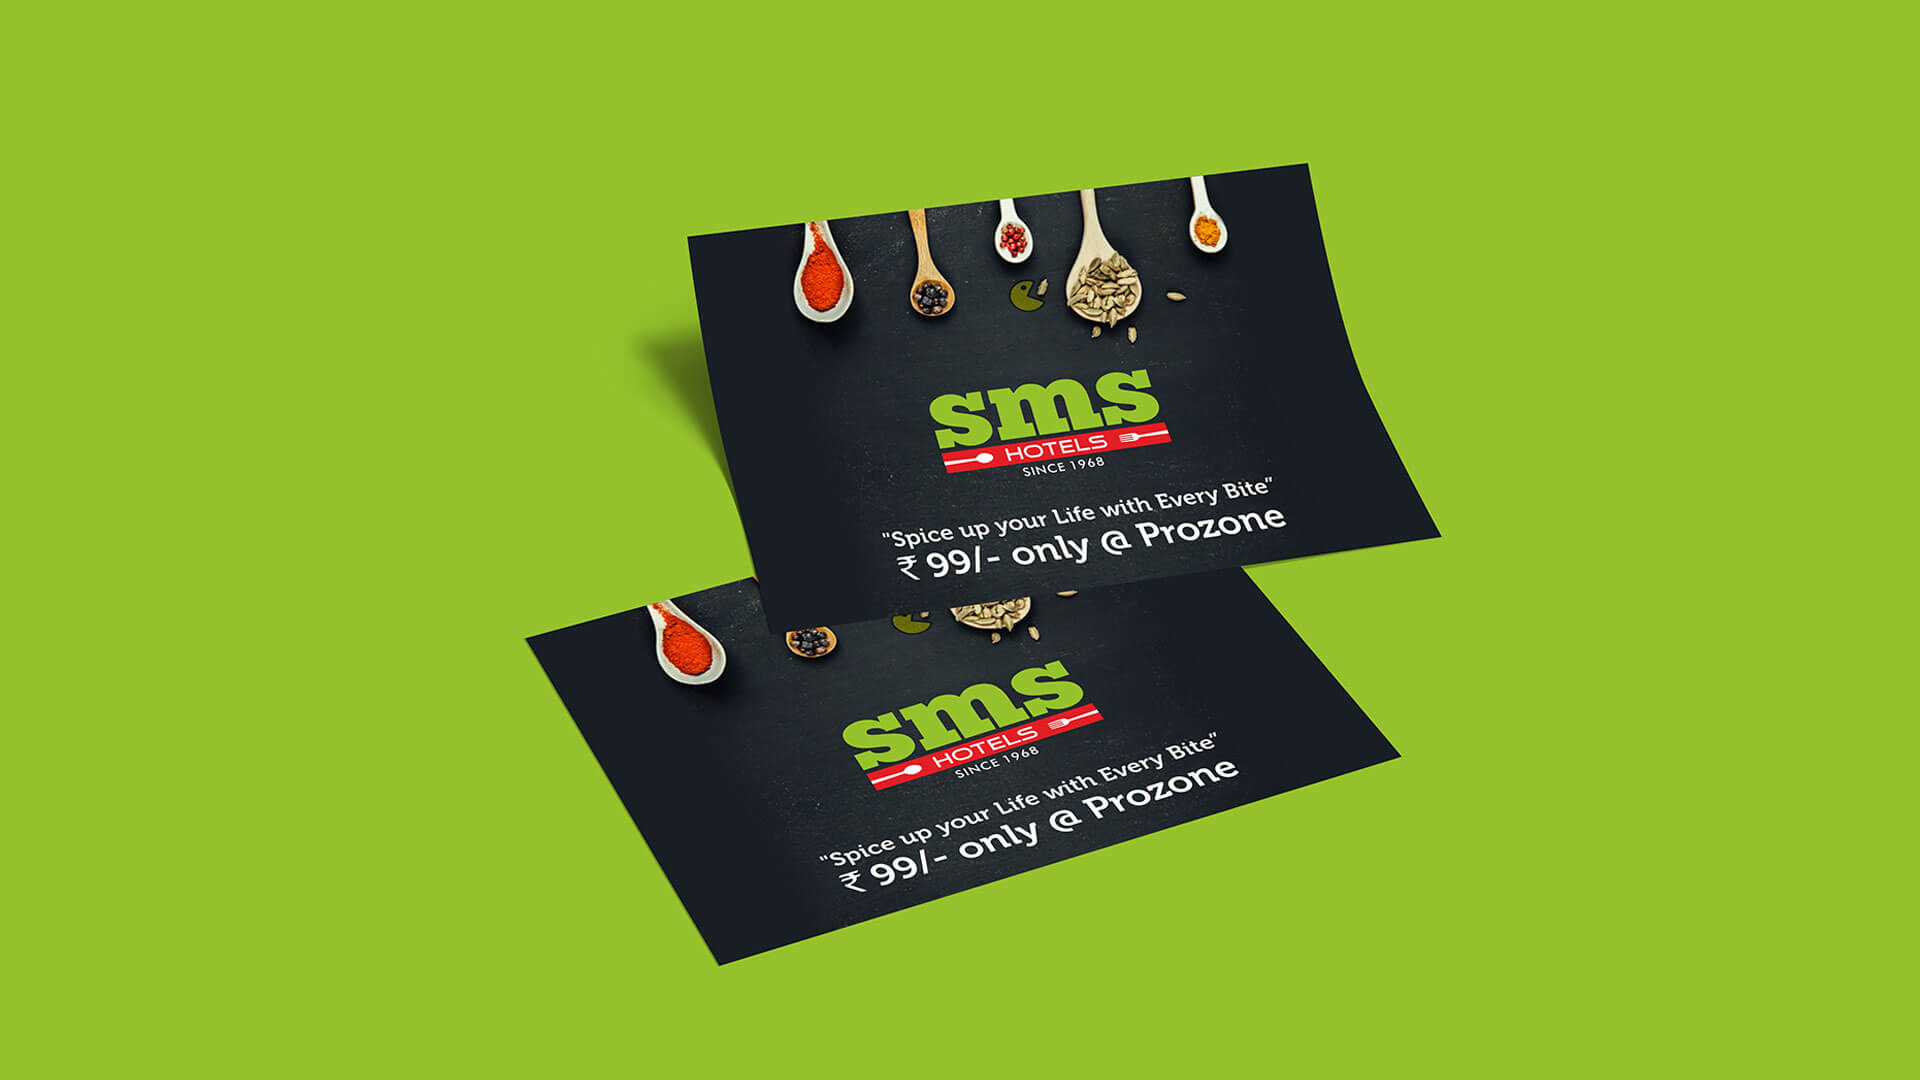 sms
HOTELS
SINCE 1968
"Spice up your Life with Every Bite"
₹ 99/- only @ Prozone
sms
HOTELS
SINCE 1968
"Spice up your Life with Every Bite"
₹ 99/- only @ Prozone